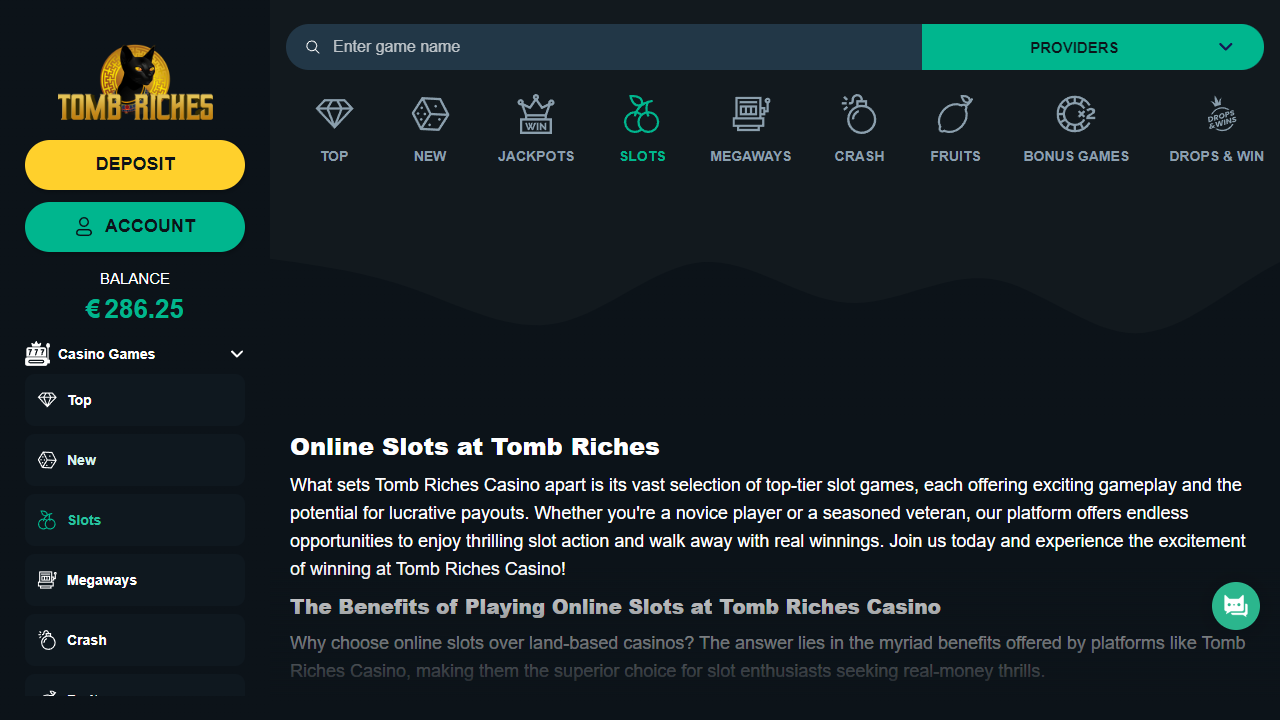 TOMB RICHES
DEPOSIT
ACCOUNT
BALANCE
€ 286.25
Casino Games
Top
New
Slots
Megaways
Crash
Enter game name
PROVIDERS
WIN
X2
DROPS & WINS
TOP
NEW
JACKPOTS
SLOTS
MEGAWAYS
CRASH
FRUITS
BONUS GAMES
DROPS & WIN
Online Slots at Tomb Riches
What sets Tomb Riches Casino apart is its vast selection of top-tier slot games, each offering exciting gameplay and the
potential for lucrative payouts. Whether you're a novice player or a seasoned veteran, our platform offers endless
opportunities to enjoy thrilling slot action and walk away with real winnings. Join us today and experience the excitement
of winning at Tomb Riches Casino!
The Benefits of Playing Online Slots at Tomb Riches Casino
Why choose online slots over land-based casinos? The answer lies in the myriad benefits offered by platforms like Tomb
Riches Casino, making them the superior choice for slot enthusiasts seeking real-money thrills.